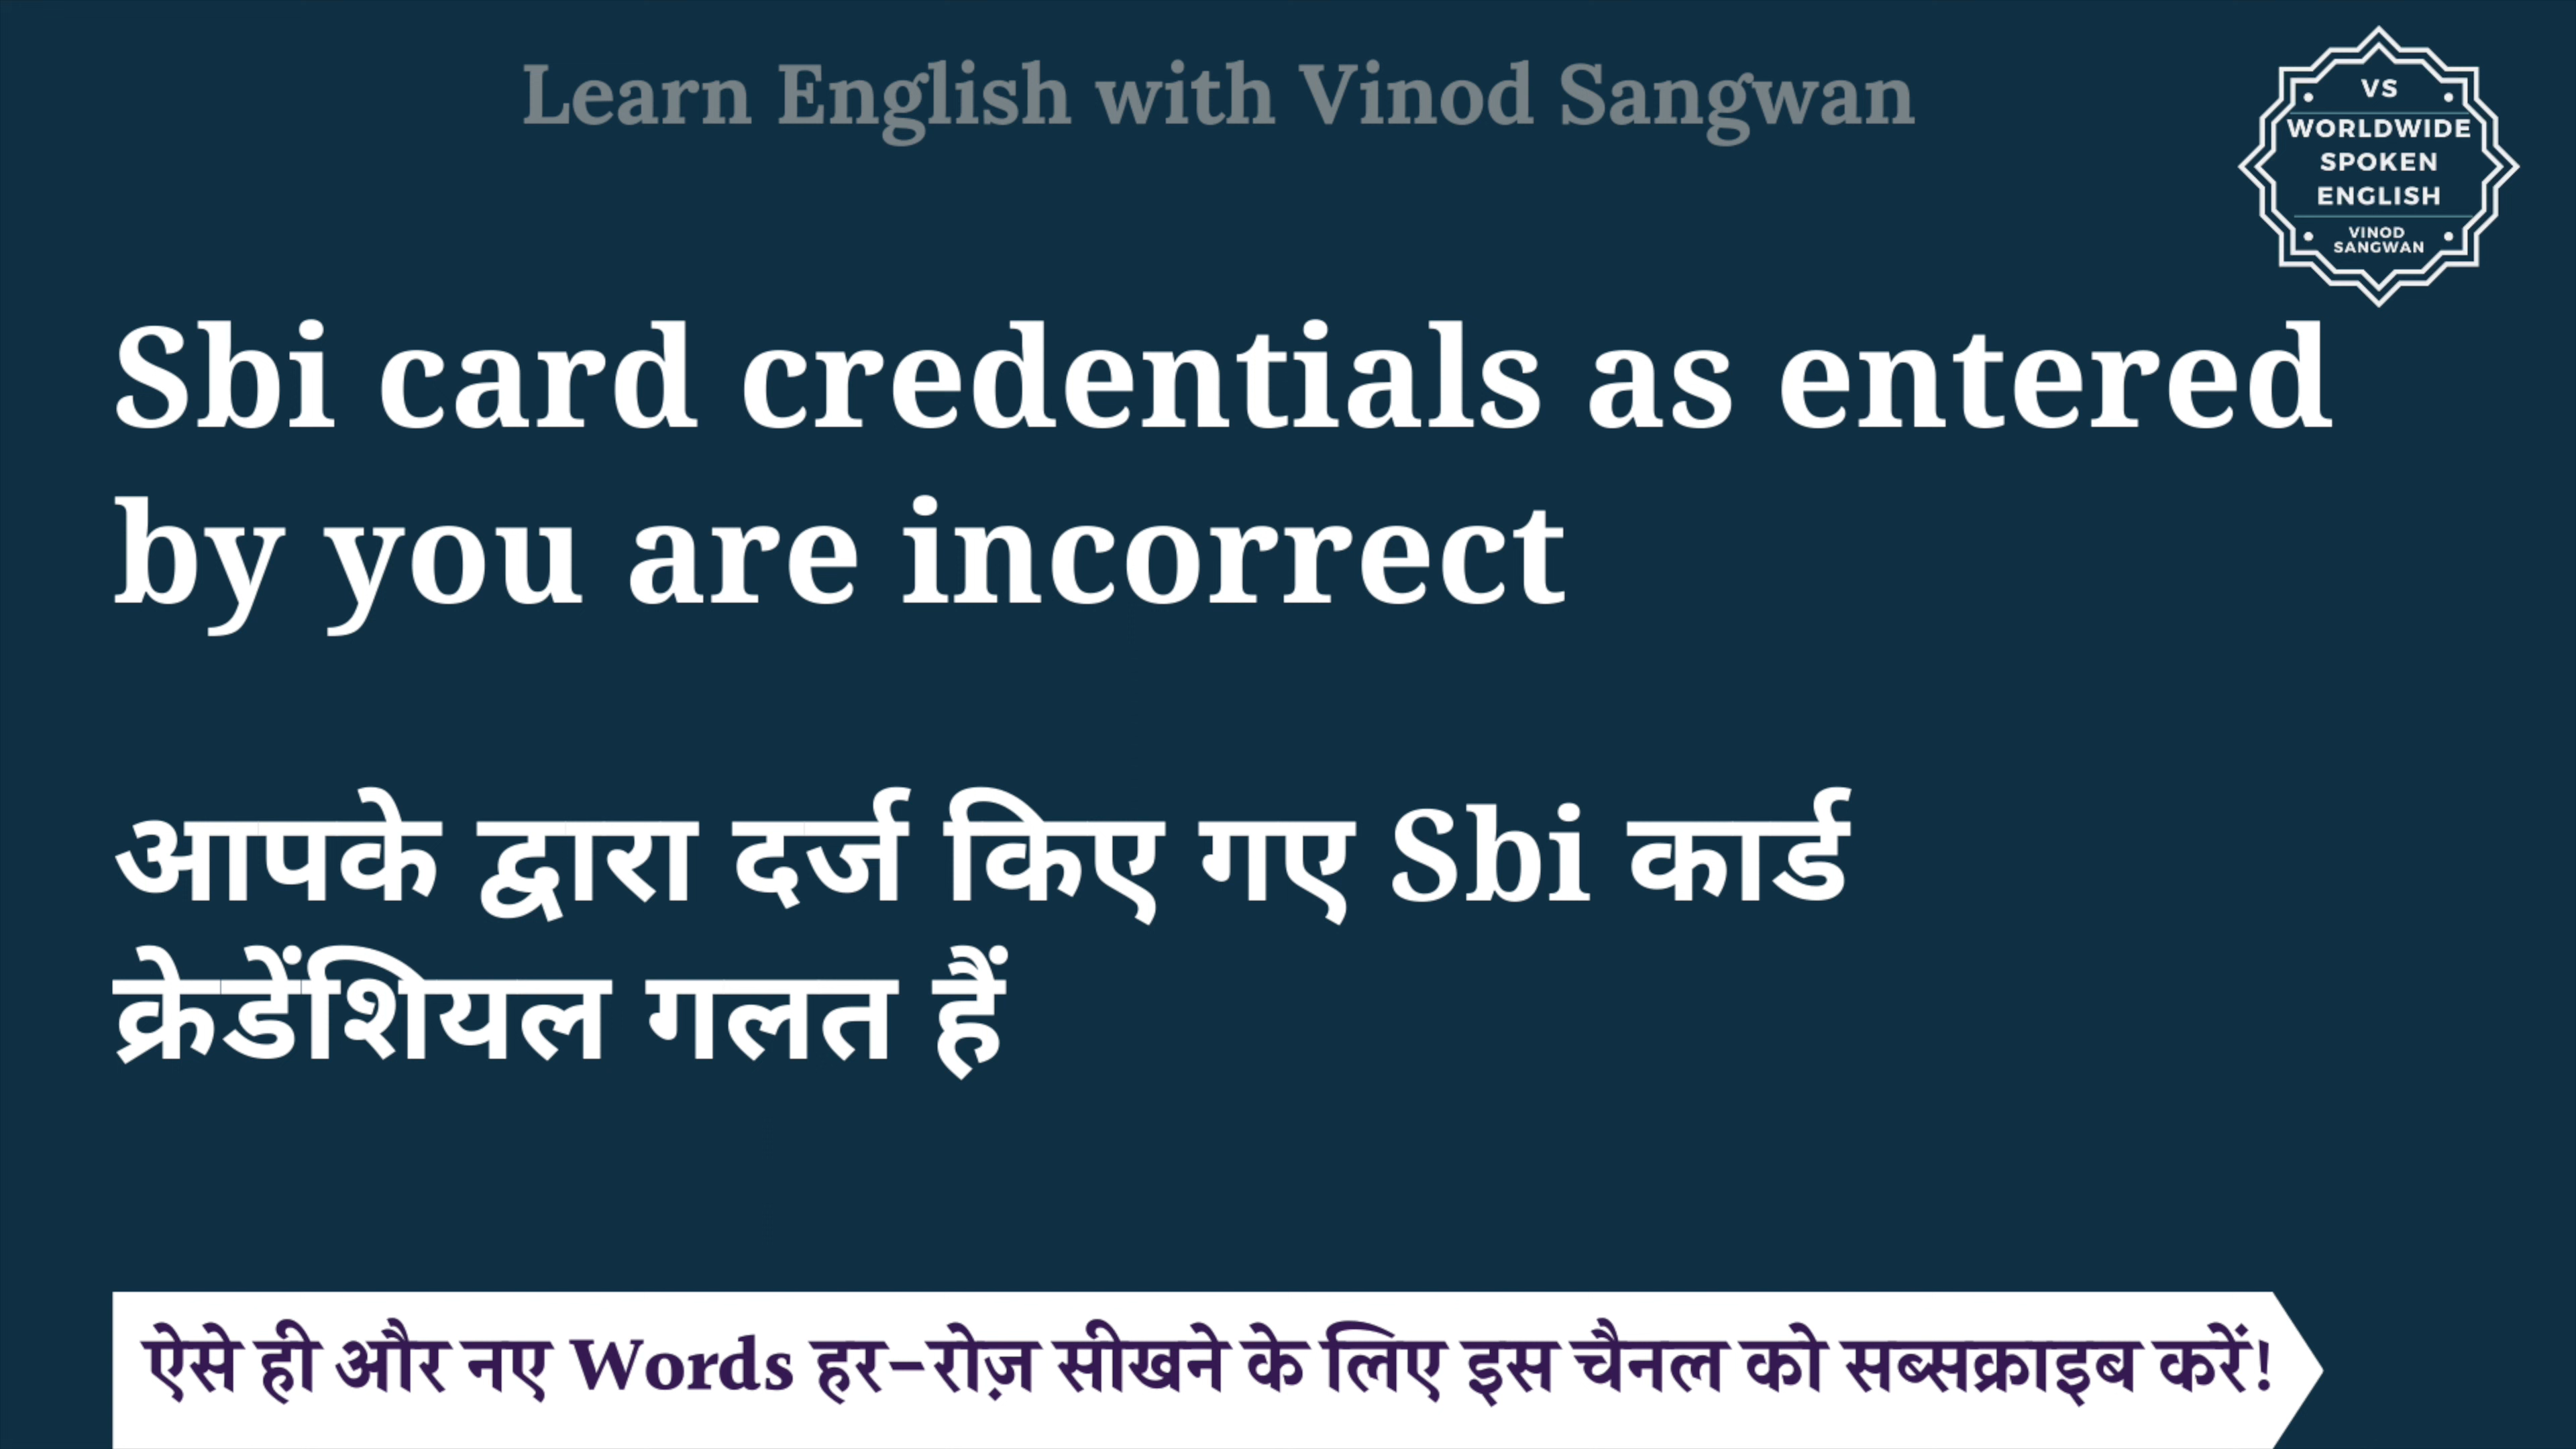 Learn English with Vinod Sangwan
VS
WORLDWIDE
SPOKEN
ENGLISH
VINOD
SANGWAN
Sbi card credentials as entered
by you are incorrect
आपके द्वारा दर्ज किए गए Sbi कार्ड
क्रेडेंशियल गलत हैं
ऐसे ही और नए Words हर-रोज़ सीखने के लिए इस चैनल को सब्सक्राइब करें!